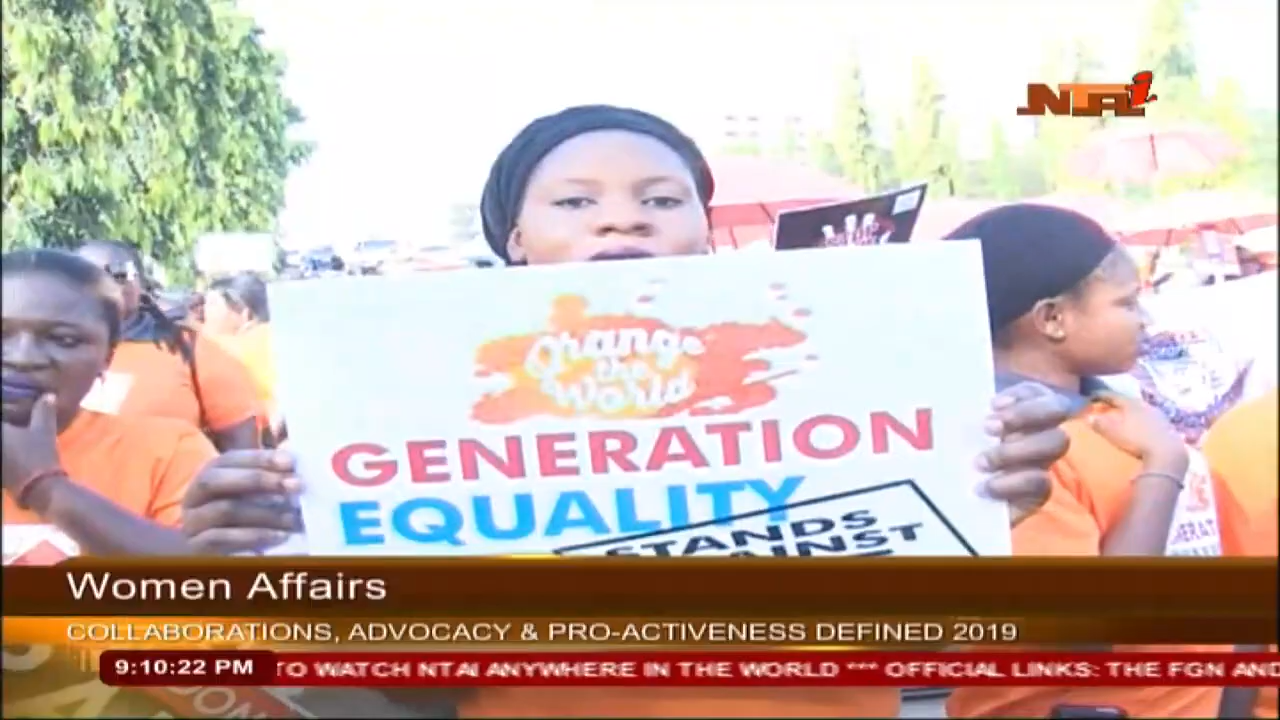 NTAi
Orange
the
World
GENERATION
EQUALITY
STANDS
Women Affairs
COLLABORATIONS, ADVOCACY & PRO-ACTIVENESS DEFINED 2019
9:10:22 PM
TO WATCH NTAI ANYWHERE IN THE WORLD *** OFFICIAL LINKS: THE FGN AND